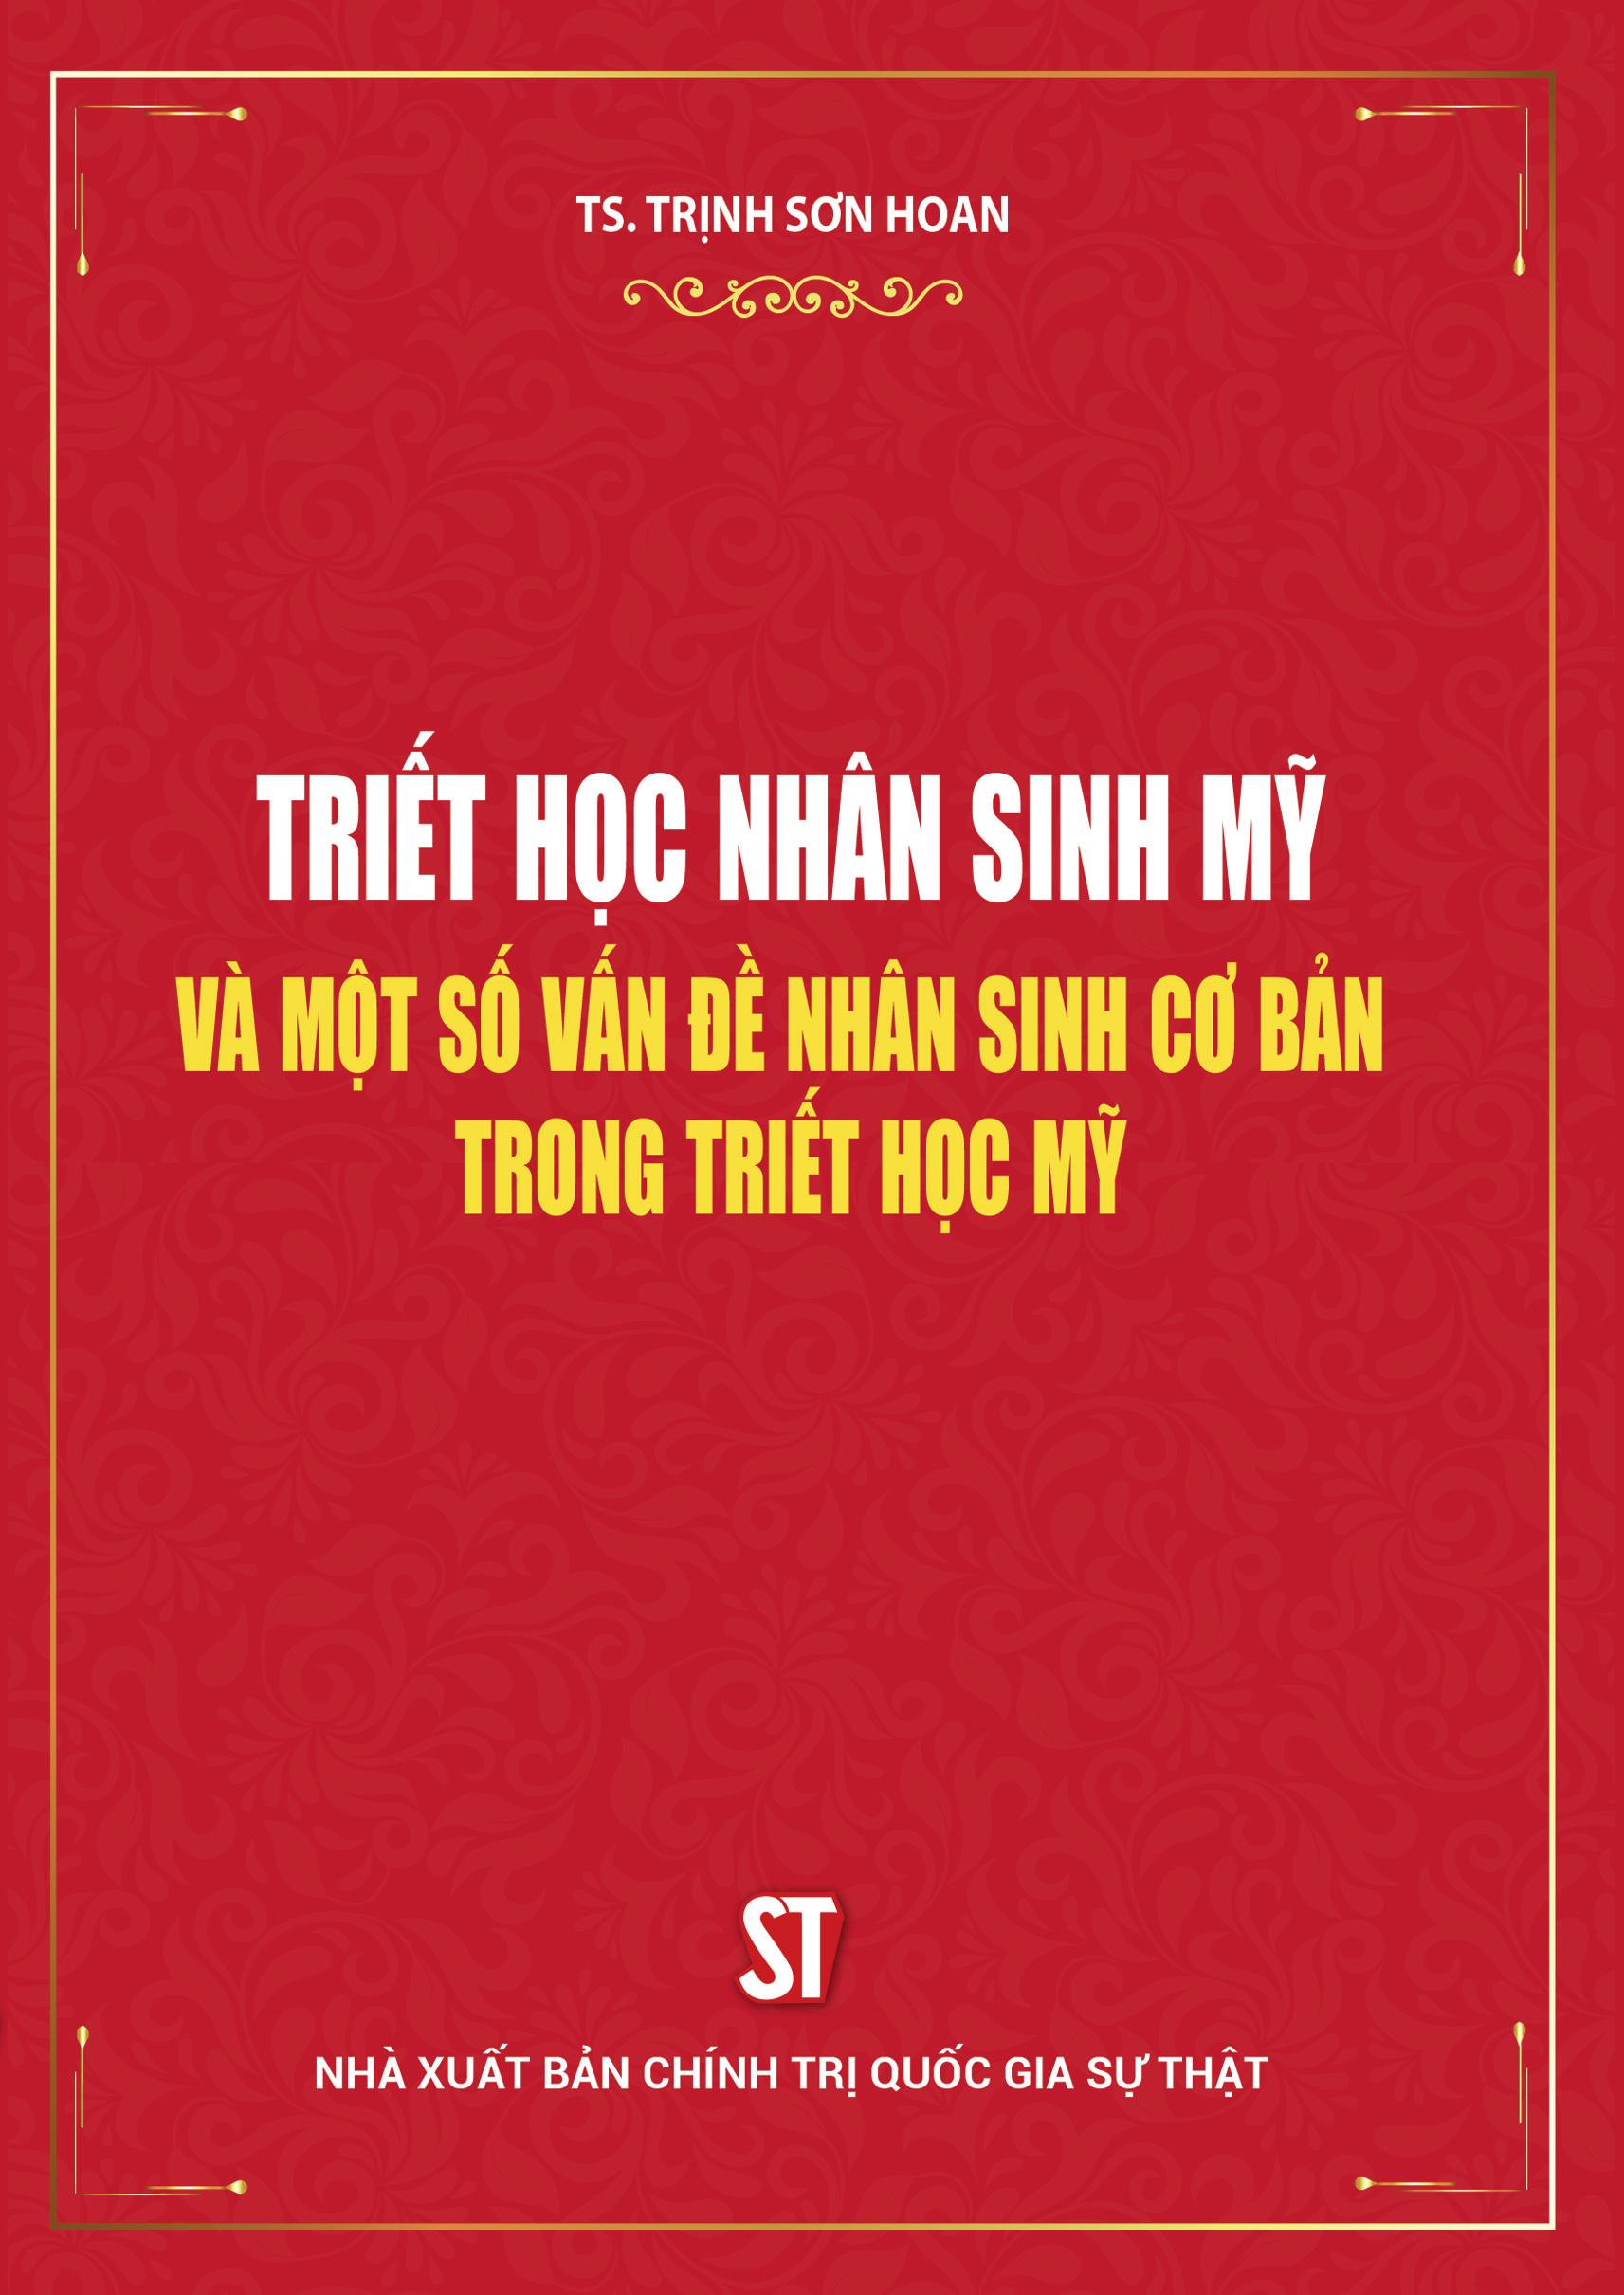 TS. TRỊNH SƠN HOAN
TRIẾT HỌC NHÂN SINH MỸ
VÀ MỘT SỐ VẤN ĐỀ NHÂN SINH CƠ BẢN
TRONG TRIẾT HỌC MỸ
ST
NHÀ XUẤT BẢN CHÍNH TRỊ QUỐC GIA SỰ THẬT